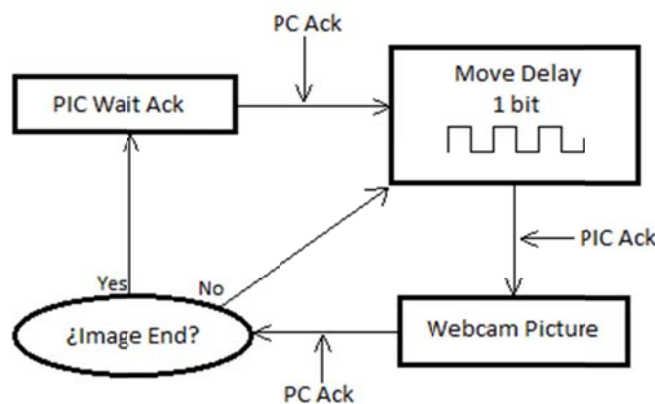 PC Ack
PIC Wait Ack
Move Delay
1 bit
PIC Ack
Yes
No
¿Image End?
Webcam Picture
PC Ack